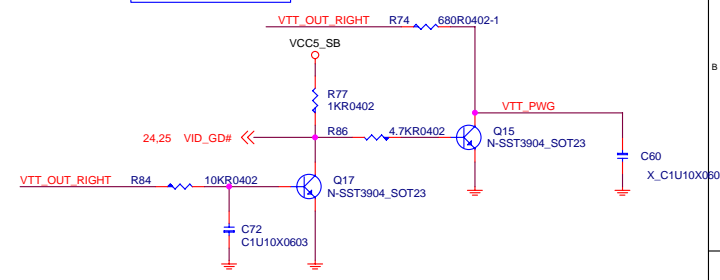 VTT_OUT_RIGHT R74 680R0402-1
VCC5_SB
B
R77
1KR0402
VTT_PWG
24,25 VID_GD# R86 4.7KR0402 Q15
N-SST3904_SOT23
C60
X_C1U10X060
VTT_OUT_RIGHT R84 10KR0402 Q17
N-SST3904_SOT23
C72
C1U10X0603